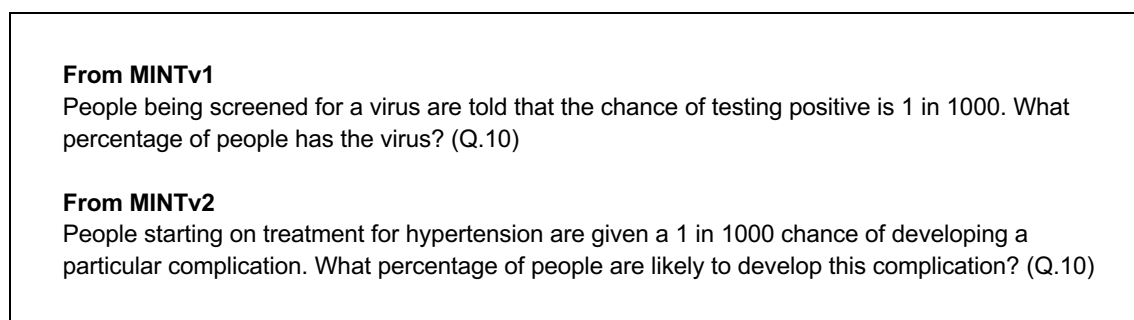 From MINTv1
People being screened for a virus are told that the chance of testing positive is 1 in 1000. What
percentage of people has the virus? (Q.10)
From MINTv2
People starting on treatment for hypertension are given a 1 in 1000 chance of developing a
particular complication. What percentage of people are likely to develop this complication? (Q.10)